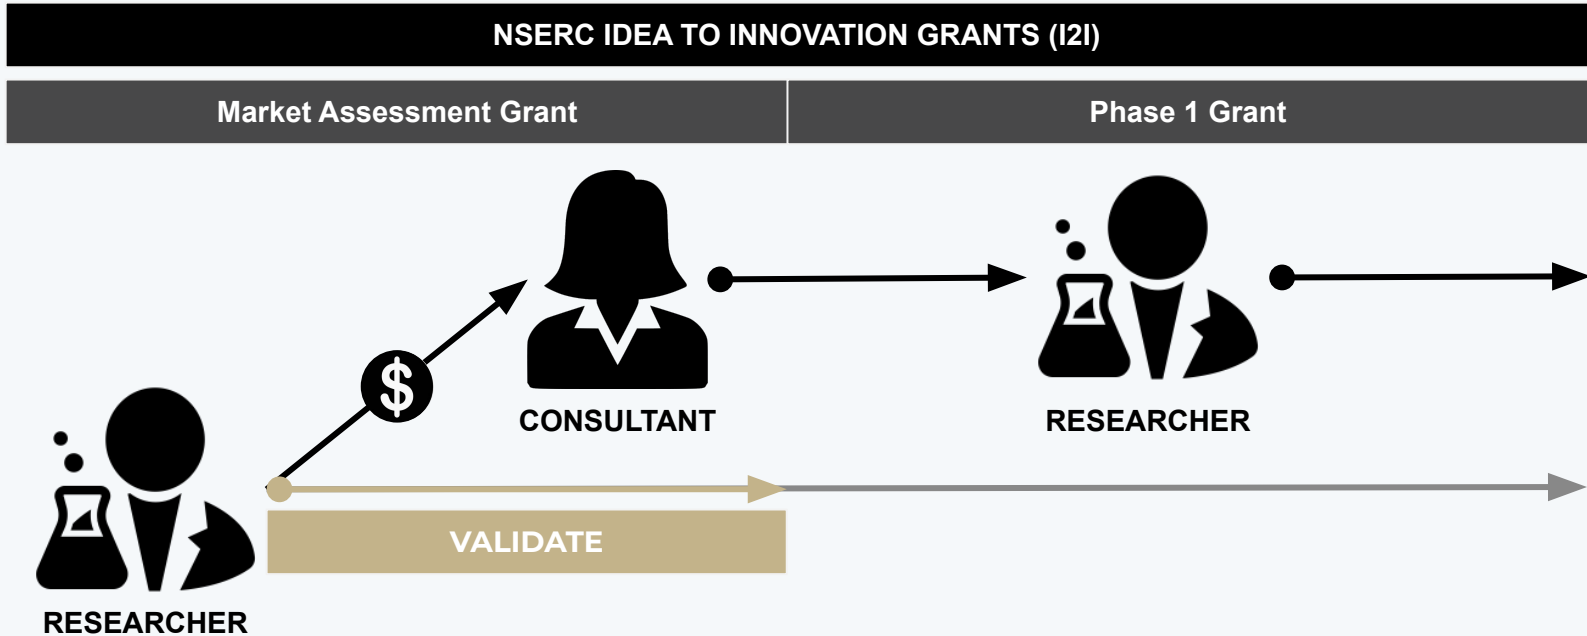 NSERC IDEA TO INNOVATION GRANTS (I2I)
Market Assessment Grant
Phase 1 Grant
$
CONSULTANT
RESEARCHER
VALIDATE
RESEARCHER